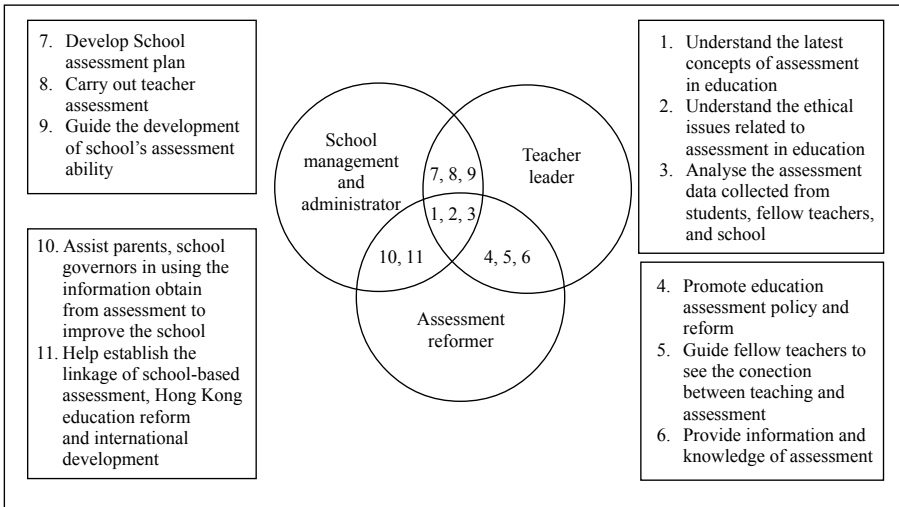 7. Develop School
assessment plan
8. Carry out teacher
assessment
9. Guide the development
of school's assessment
ability
10. Assist parents, school
governors in using the
information obtain
from assessment to
improve the school
11. Help establish the
linkage of school-based
assessment, Hong Kong
education reform
and international
development
School
management
and
administrator
Teacher
leader
7, 8, 9
1, 2, 3
10, 11
4, 5, 6
Assessment
reformer
1. Understand the latest
concepts of assessment
in education
2. Understand the ethical
issues related to
assessment in education
3. Analyse the assessment
data collected from
students, fellow teachers,
and school
4. Promote education
assessment policy and
reform
5. Guide fellow teachers to
see the conection
between teaching and
assessment
6. Provide information and
knowledge of assessment